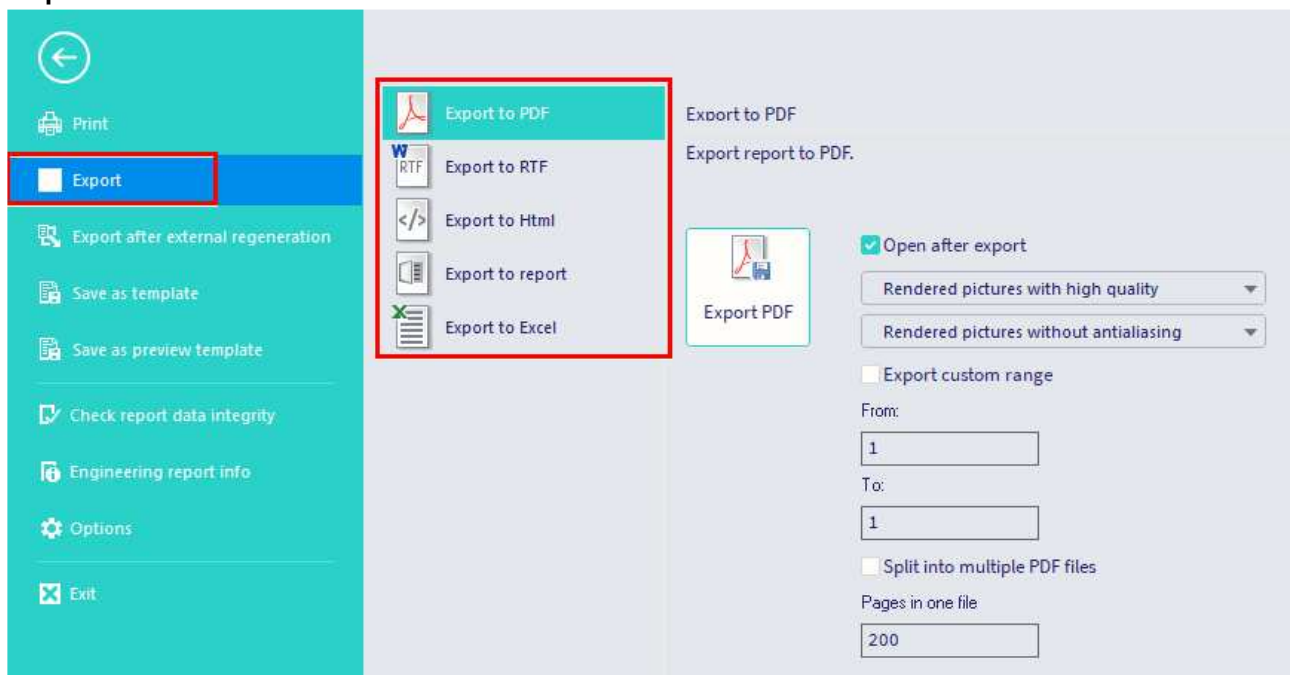 Print
Export
Export after external regeneration
Save as template
Save as preview template
Check report data integrity
Engineering report info
Options
Exit
Export to PDF
W
RTF
Export to RTF
</>
Export to Html
Export to report
X
Export to Excel
Export to PDF
Export report to PDF.
Export PDF
Open after export
Rendered pictures with high quality
Rendered pictures without antialiasing
Export custom range
From:
1
To:
1
Split into multiple PDF files
Pages in one file
200